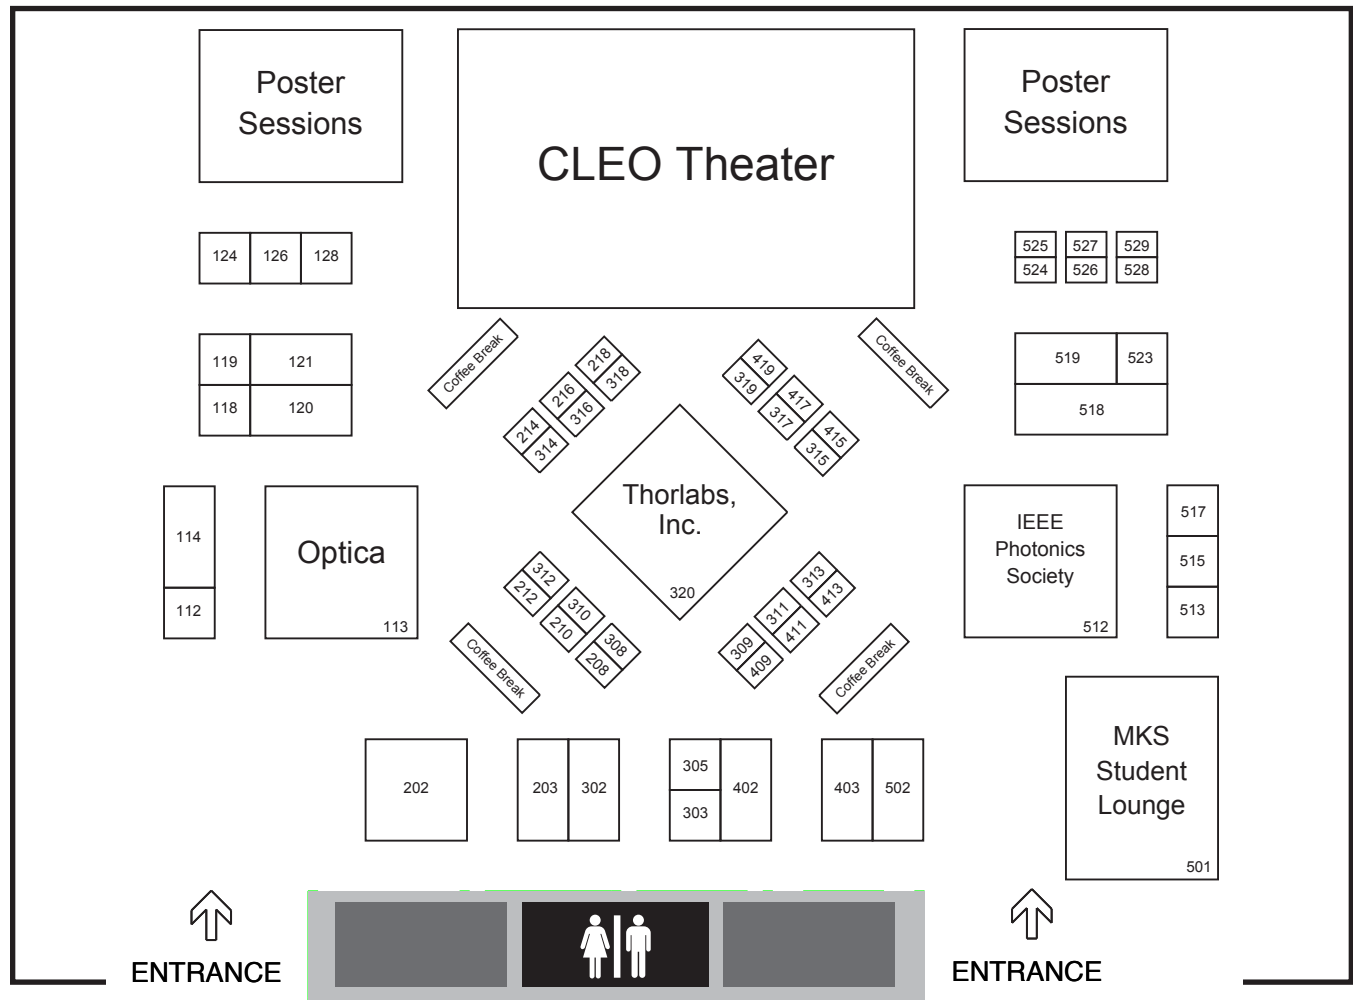 Poster
Sessions
CLEO Theater
Poster
Sessions
124 126 128
525 527 529
524 526 528
119 121
118 120
Coffee Break
218
318
216
316
214
314
419
319
417
317
415
315
Coffee Break
519 523
518
114
112
Optica
113
Thorlabs,
Inc.
320
IEEE
Photonics
Society
512
517
515
513
312
212
310
210
308
208
Coffee Break
313
413
311
411
309
409
Coffee Break
MKS
Student
Lounge
501
202
203 302
305
303
402
403 502
ENTRANCE
ENTRANCE